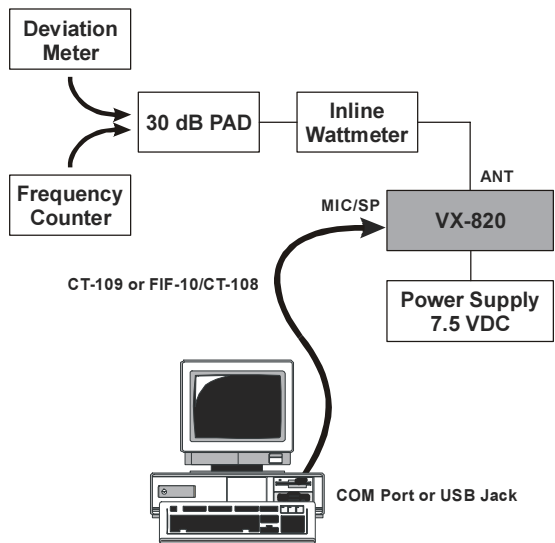 Deviation
Meter
30 dB PAD
Inline
Wattmeter
ANT
Frequency
Counter
MIC/SP
VX-820
CT-109 or FIF-10/CT-108
Power Supply
7.5 VDC
COM Port or USB Jack